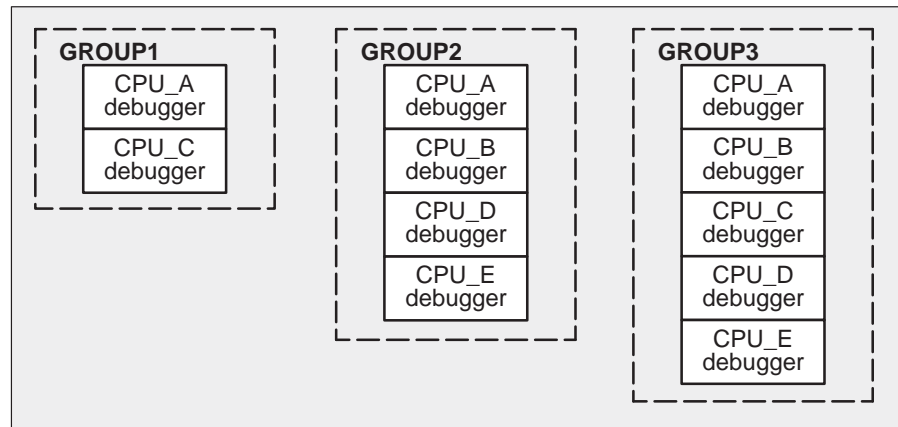 GROUP1
CPU_A
debugger
CPU_C
debugger
GROUP2
CPU_A
debugger
CPU_B
debugger
CPU_D
debugger
CPU_E
debugger
GROUP3
CPU_A
debugger
CPU_B
debugger
CPU_C
debugger
CPU_D
debugger
CPU_E
debugger